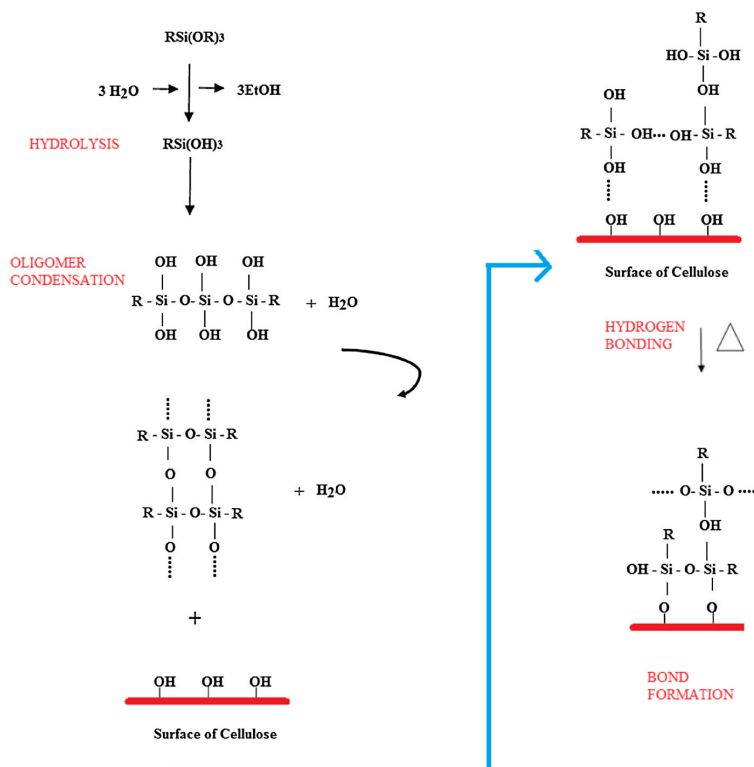 RSi(OR)3
3 H2O 3EtOH
HYDROLYSIS RSi(OH)3
OLIGOMER
CONDENSATION
OH OH OH
R - Si - O - Si - O - Si - R + H2O
OH OH OH
R - Si - O - Si - R
O O
+ H2O
R - Si - O - Si - R
O O
+
OH OH OH
Surface of Cellulose
R
HO-Si-OH
OH
OH
R - Si - OH ... OH - Si - R
OH OH
OH OH OH
Surface of Cellulose
HYDROGEN
BONDING
R
..... O - Si - O .....
OH
R
OH - Si - O - Si - R
O O
BOND
FORMATION